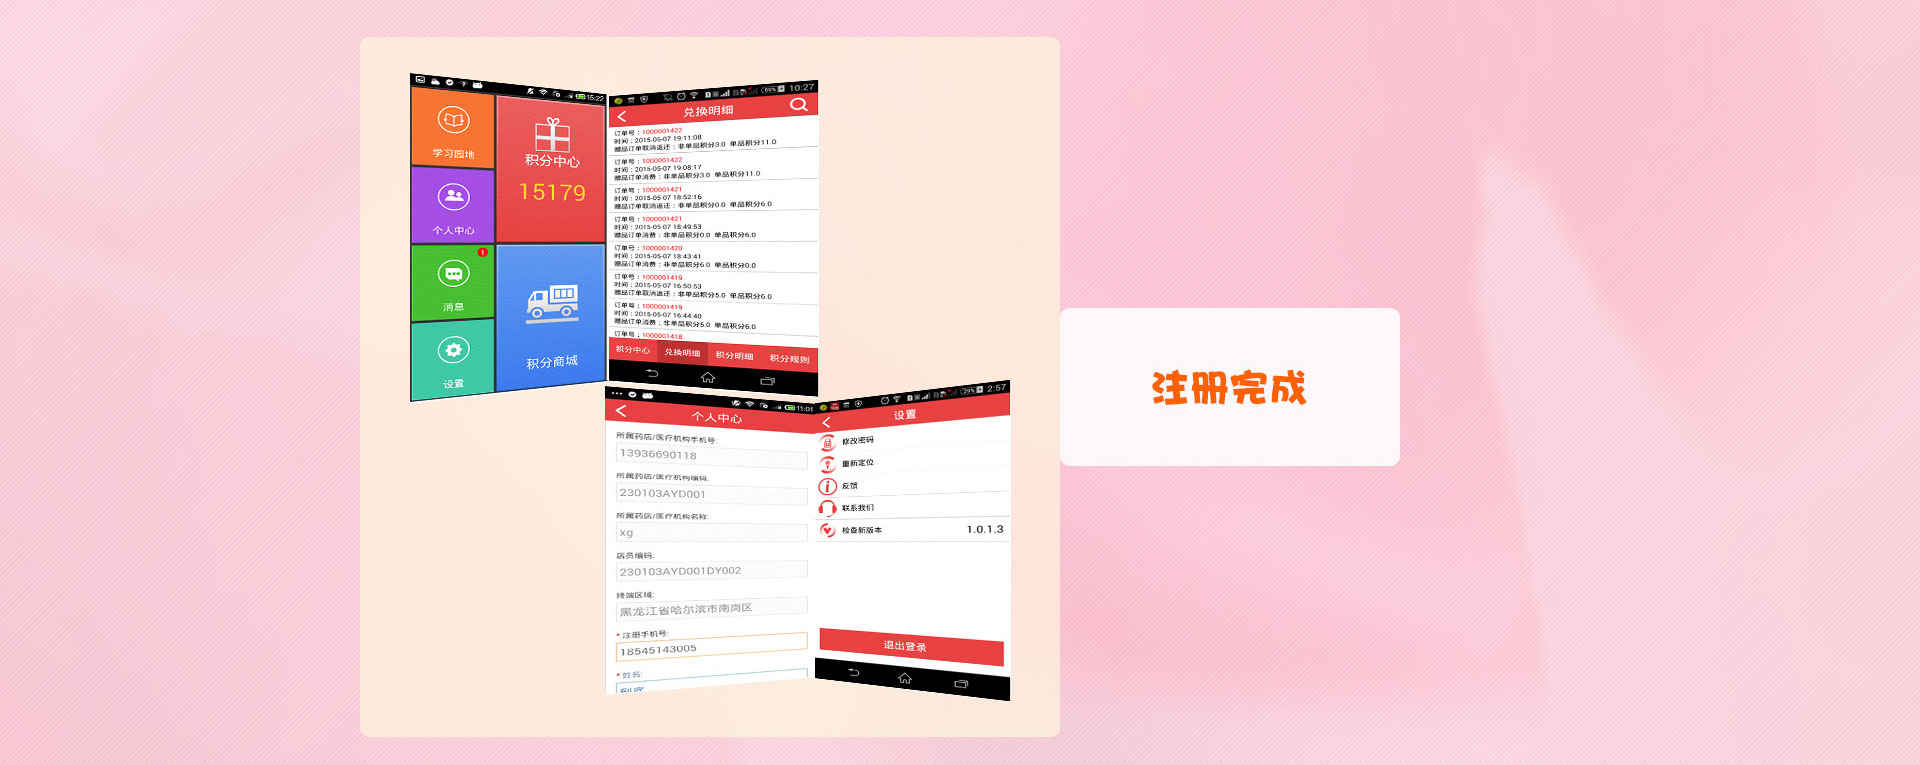 15:22
学习园地
积分中心
15179
个人中心
1
消息
积分商城
设置
69%
10:27
兑换明细
订单号：1000001422
时间：2015-05-07 19:11:08
赠品订单取消返还：非单品积分3.0 单品积分11.0
订单号：1000001422
时间：2015-05-07 19:08:17
赠品订单消费：非单品积分3.0 单品积分11.0
订单号：1000001421
时间：2015-05-07 18:52:16
赠品订单取消返还：非单品积分0.0 单品积分6.0
订单号：1000001421
时间：2015-05-07 18:49:53
赠品订单消费：非单品积分0.0 单品积分6.0
订单号：1000001420
时间：2015-05-07 18:43:41
赠品订单消费：非单品积分6.0 单品积分0.0
订单号：1000001419
时间：2015-05-07 16:50:53
赠品订单取消返还：非单品积分5.0 单品积分6.0
订单号：1000001419
时间：2015-05-07 16:44:40
赠品订单消费：非单品积分5.0 单品积分6.0
订单号：1000001418
积分中心 兑换明细 积分明细 积分规则
11:01
个人中心
所属药店/医疗机构手机号:
13936690118
所属药店/医疗机构编码:
230103AYD001
所属药店/医疗机构名称:
xg
店员编码:
230103AYD001DY002
终端区域:
黑龙江省哈尔滨市南岗区
* 注册手机号:
18545143005
* 姓名:
29%
2:57
设置
修改密码
重新定位
反馈
联系我们
检查新版本 1.0.1.3
退出登录
注册完成